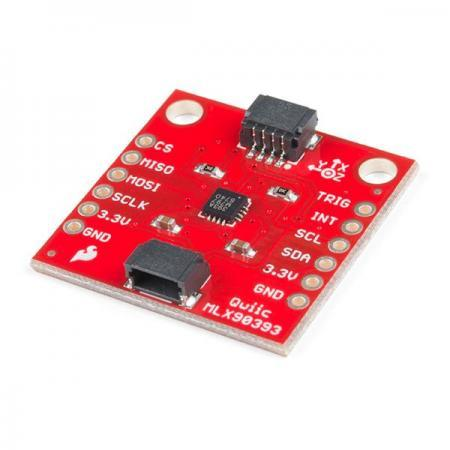 CS
MISO
MOSI
SCLK
3.3V
GND
Y X
Z
TRIG
INT
SCL
SDA
3.3V
GND
Qwiic
MLX90393